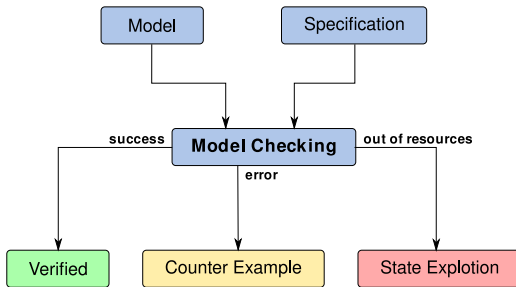 Model
Specification
success
Model Checking
out of resources
error
Verified
Counter Example
State Explotion